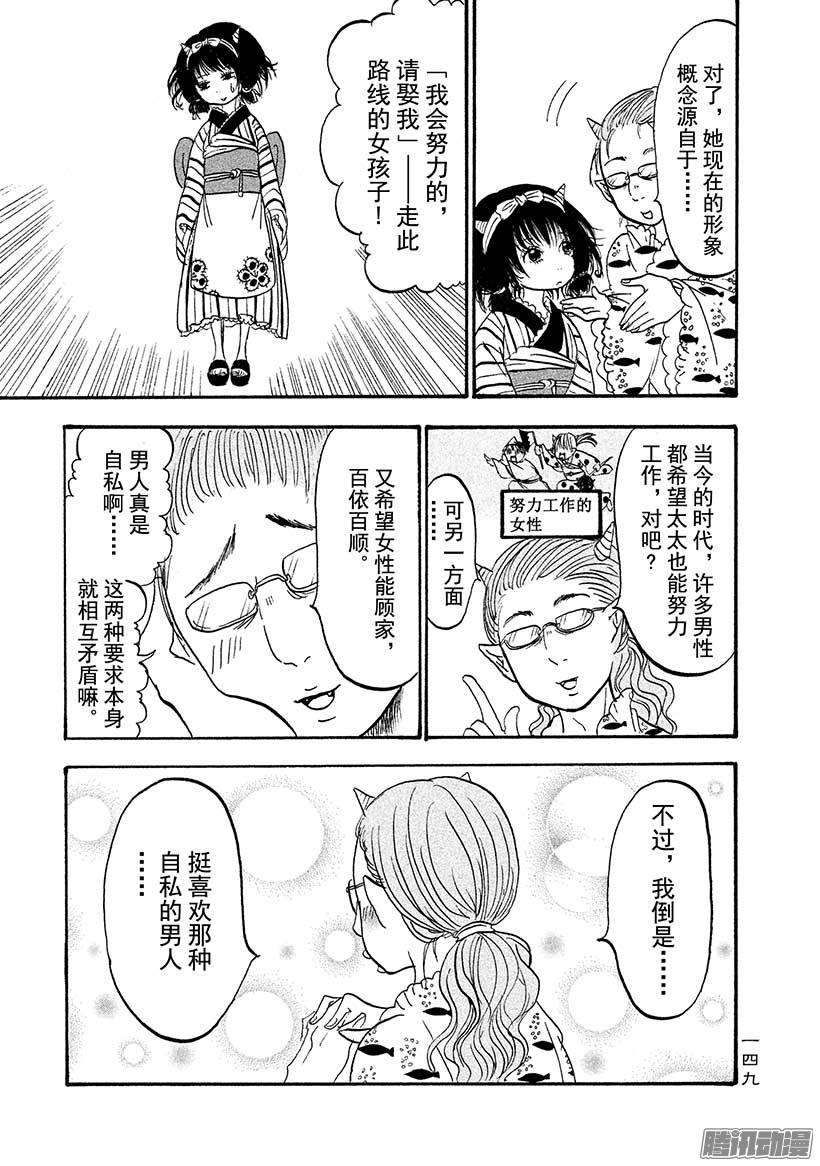 对了，她现在的形象
概念源自于……
「我会努力的，
请娶我」——走此
路线的女孩子！
当今的时代，许多男性
都希望太太也能努力
工作，对吧？
努力工作的
女性
可另一方面
……
又希望女性能顾家，
百依百顺。
男人真是
自私啊……
这两种要求本身
就相互矛盾嘛。
不过，我倒是……
挺喜欢那种
自私的男人
……
一四九
腾讯动漫